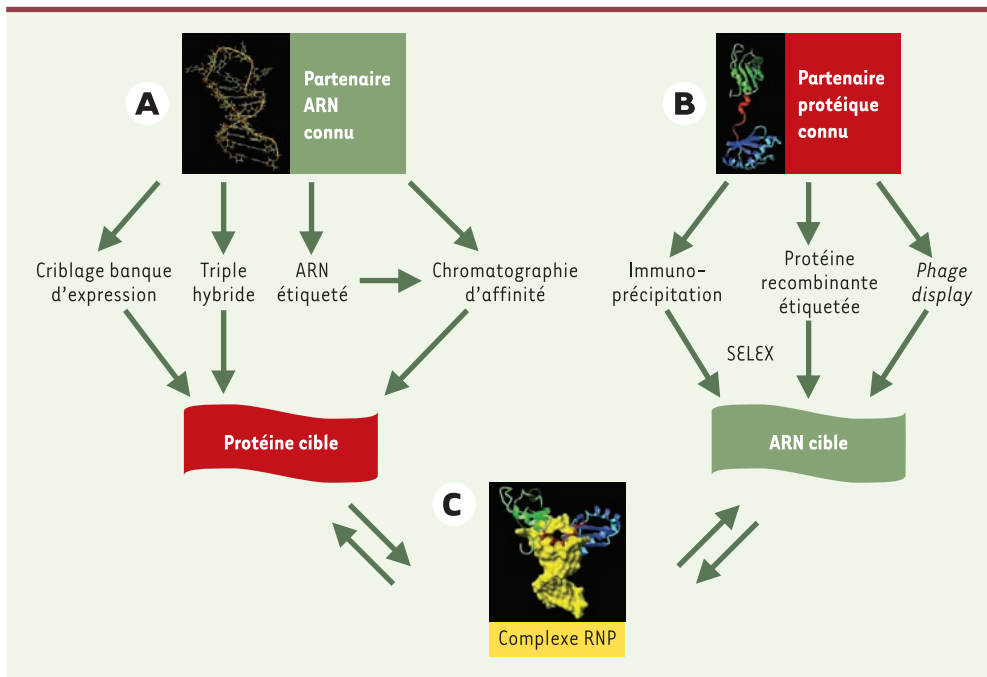 A
Partenaire
ARN
connu
B
Partenaire
protéique
connu
Criblage banque
d'expression
Triple
hybride
ARN
étiqueté
Chromatographie
d'affinité
Immuno-
précipitation
Protéine
recombinante
étiquetée
Phage
display
SELEX
Protéine cible
ARN cible
C
Complexe RNP